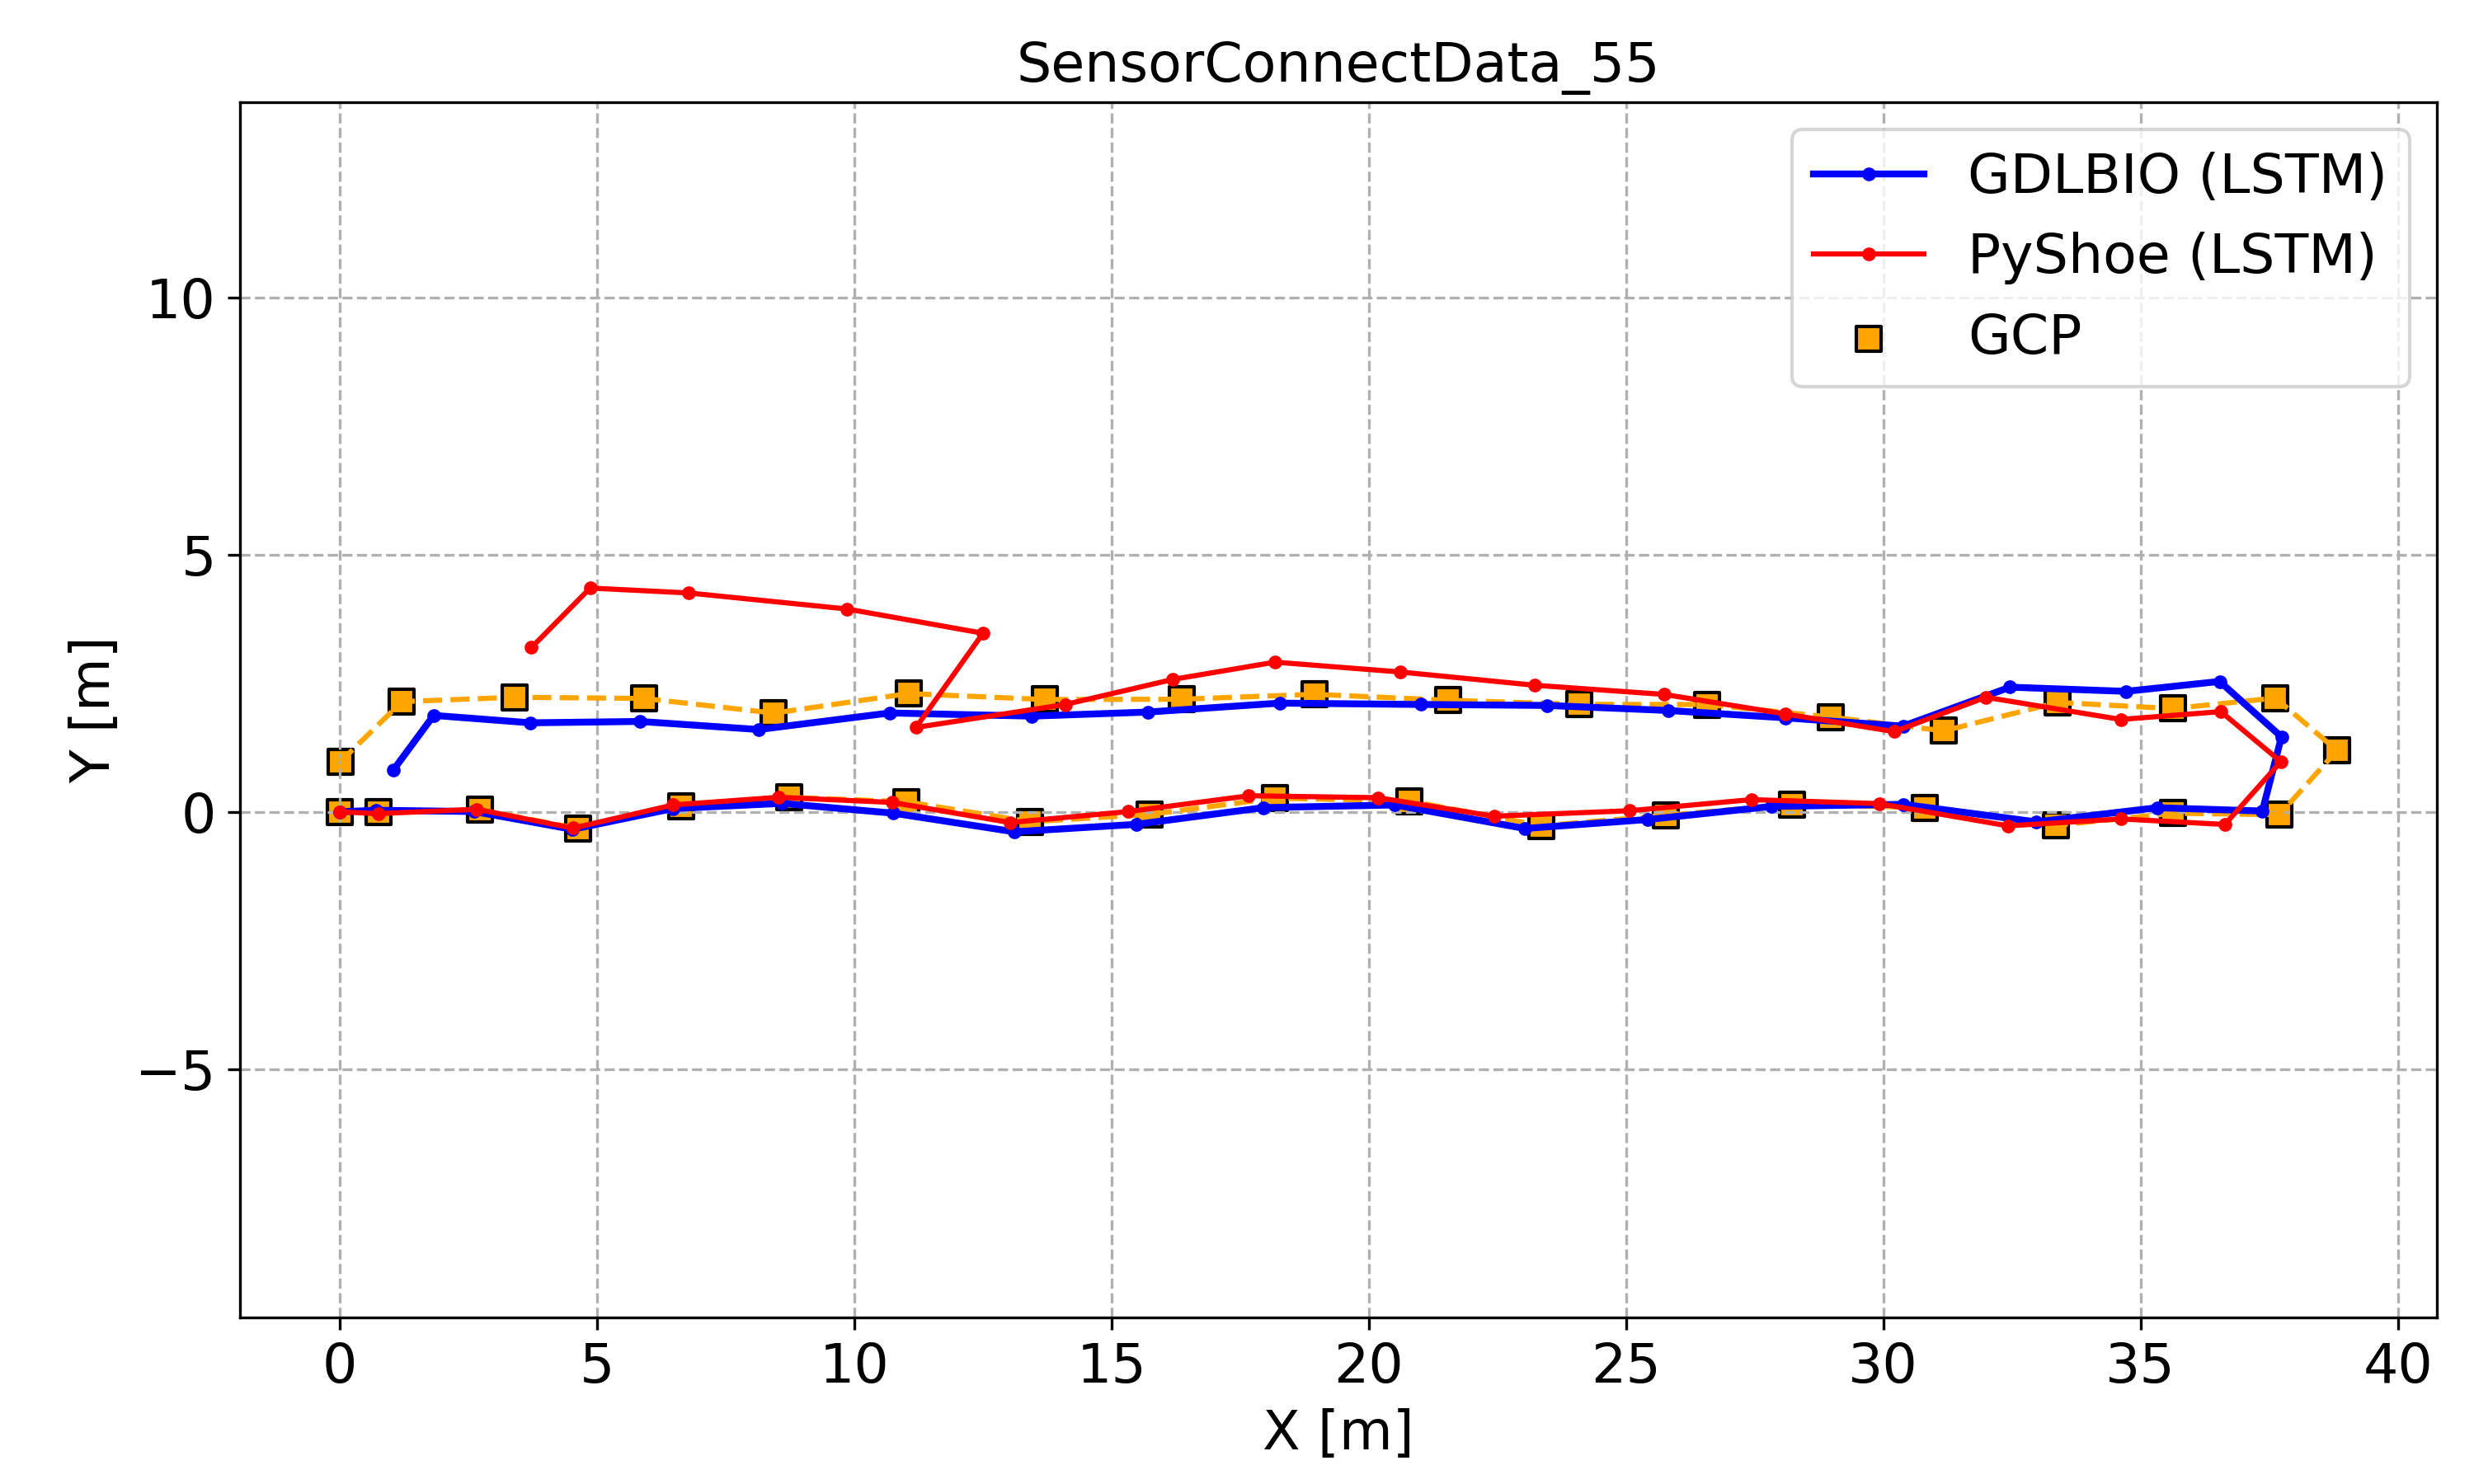 SensorConnectData_55
GDLBIO (LSTM)
PyShoe (LSTM)
GCP
10
5
0
−5
Y [m]
0 5 10 15 20 25 30 35 40
X [m]